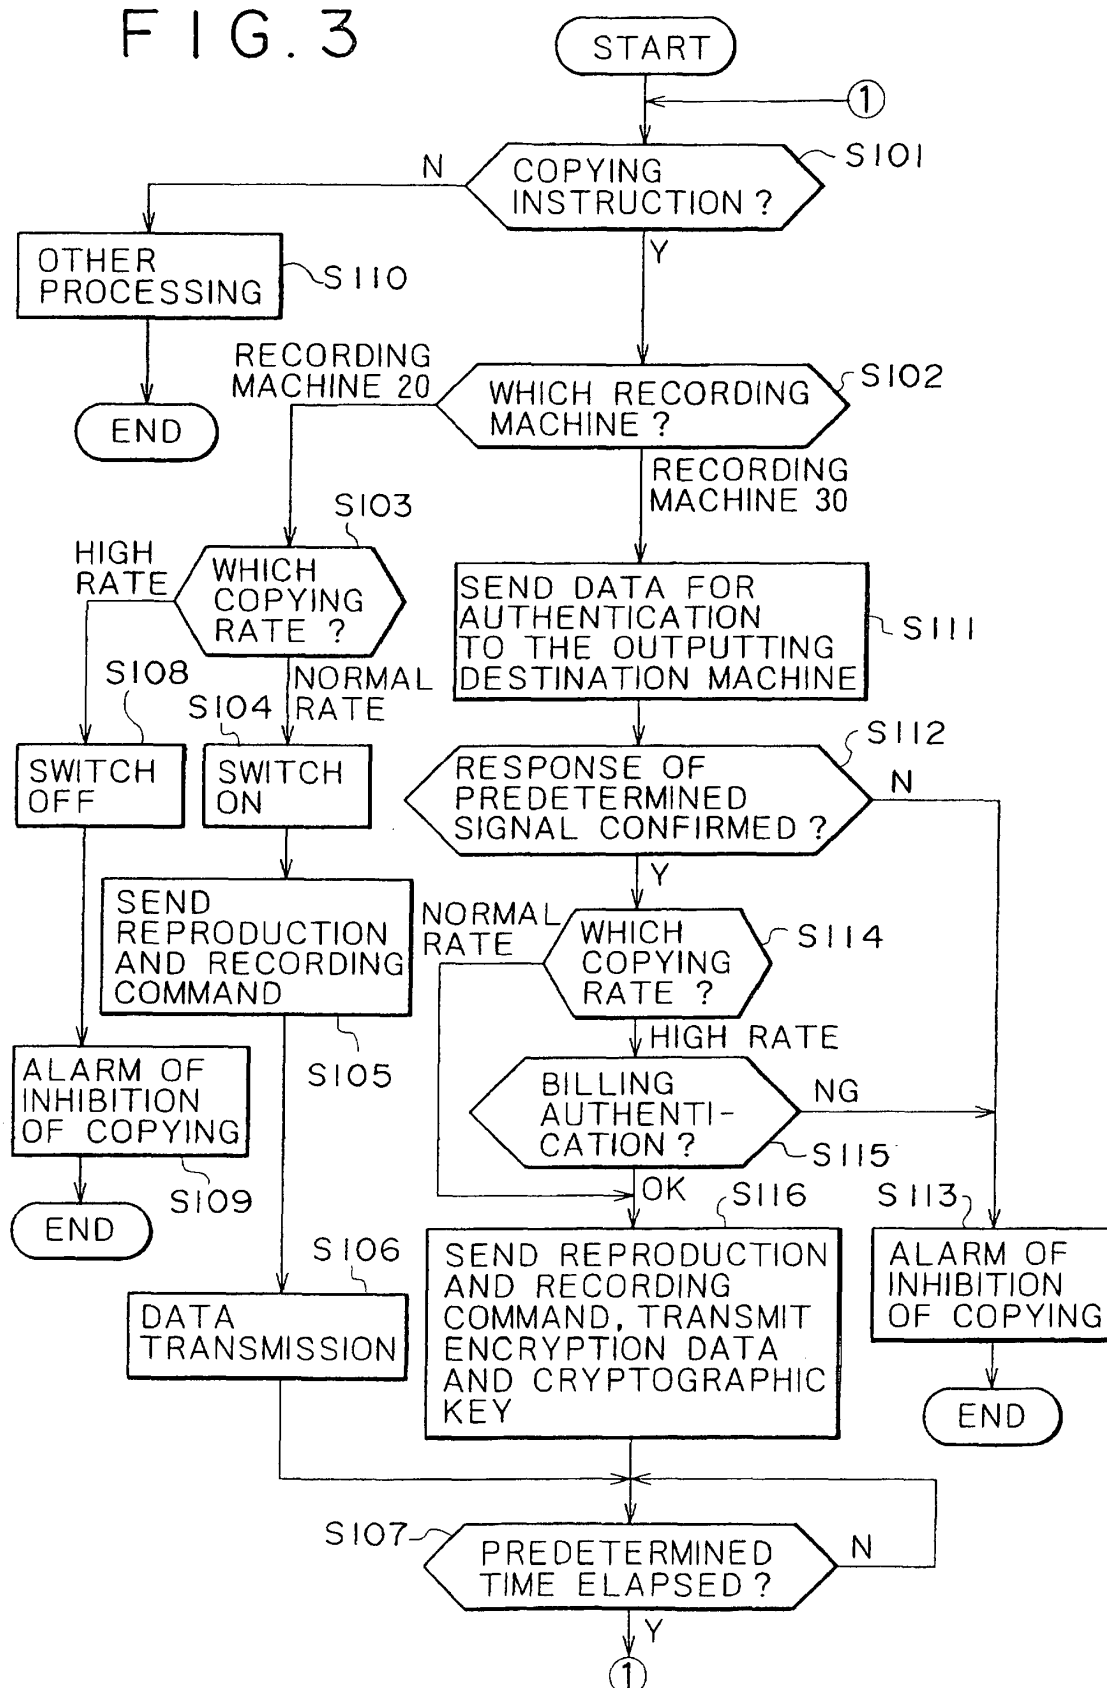 FIG. 3
START
1
S101
COPYING
INSTRUCTION ?
N
Y
OTHER
PROCESSING
S110
END
RECORDING
MACHINE 20
S102
WHICH RECORDING
MACHINE ?
RECORDING
MACHINE 30
S103
HIGH
RATE
WHICH
COPYING
RATE ?
NORMAL
RATE
SEND DATA FOR
AUTHENTICATION
TO THE OUTPUTTING
DESTINATION MACHINE
S111
S108
S104
SWITCH
OFF
SWITCH
ON
S112
RESPONSE OF
PREDETERMINED
SIGNAL CONFIRMED ?
N
Y
SEND
REPRODUCTION
AND RECORDING
COMMAND
S105
NORMAL
RATE
WHICH
COPYING
RATE ?
S114
HIGH RATE
ALARM OF
INHIBITION
OF COPYING
S109
END
BILLING
AUTHENTI-
CATION ?
NG
S115
OK
S116
S113
S106
DATA
TRANSMISSION
SEND REPRODUCTION
AND RECORDING
COMMAND, TRANSMIT
ENCRYPTION DATA
AND CRYPTOGRAPHIC
KEY
ALARM OF
INHIBITION
OF COPYING
END
S107
PREDETERMINED
TIME ELAPSED ?
N
Y
1